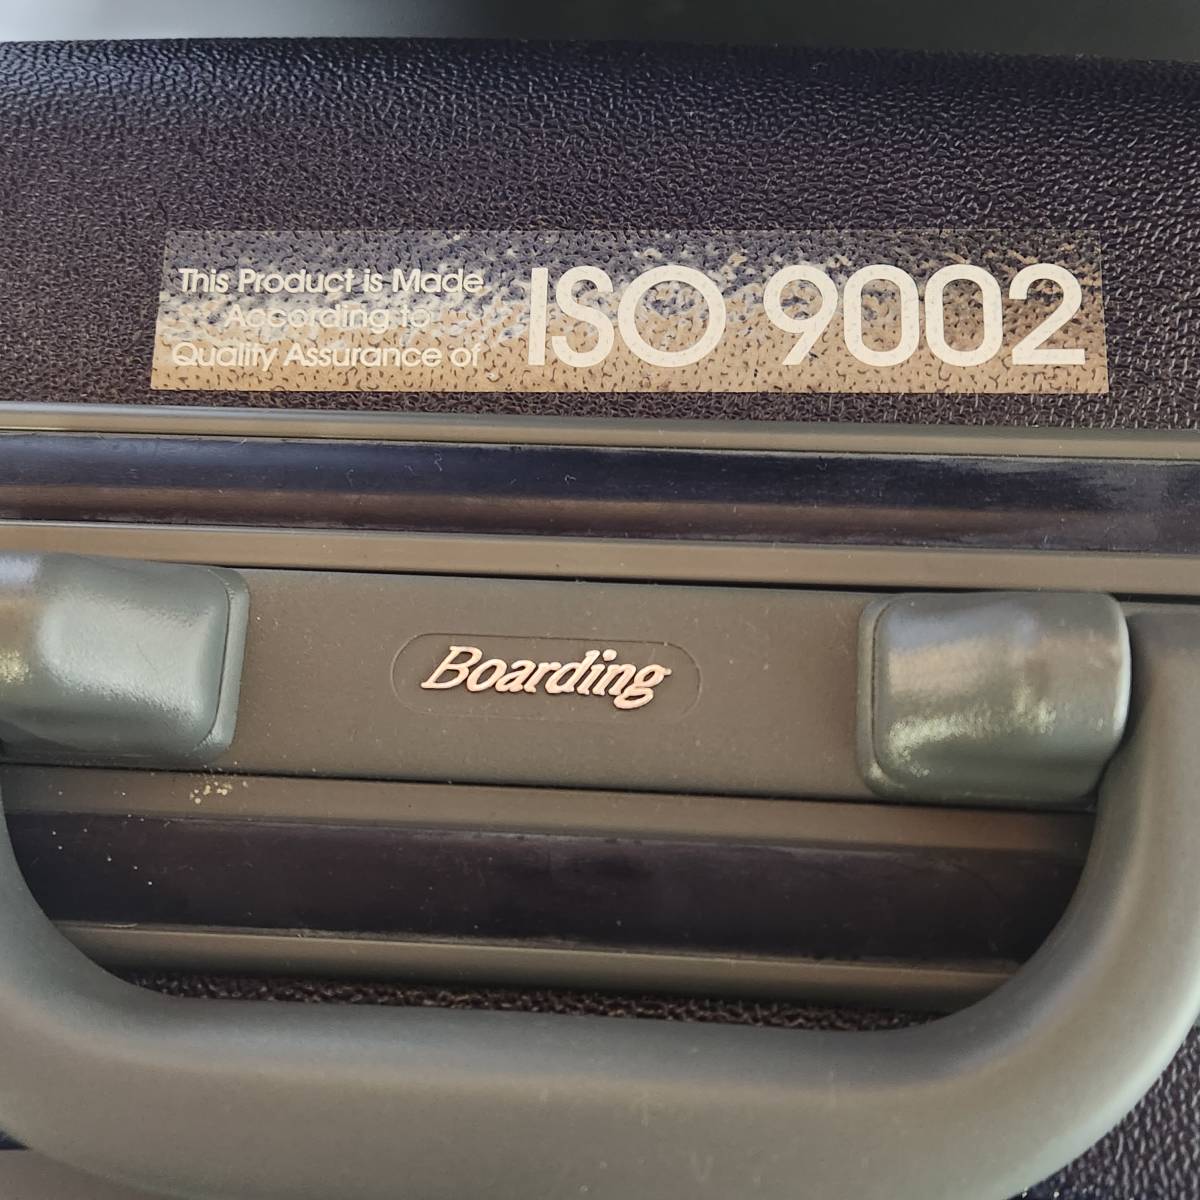 This Product is Made
According to
Quality Assurance of
ISO 9002
Boarding